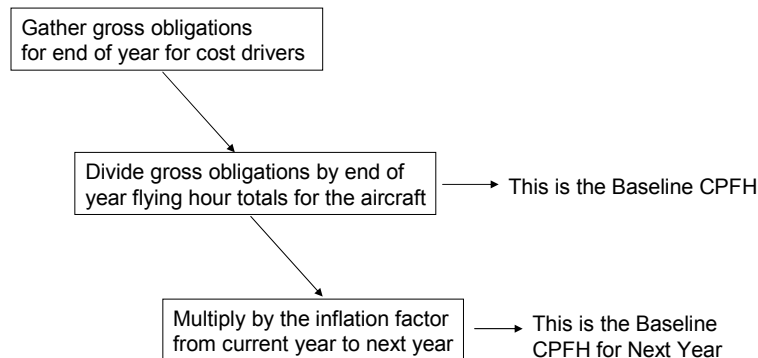 Gather gross obligations
for end of year for cost drivers
Divide gross obligations by end of
year flying hour totals for the aircraft
This is the Baseline CPFH
Multiply by the inflation factor
from current year to next year
This is the Baseline
CPFH for Next Year